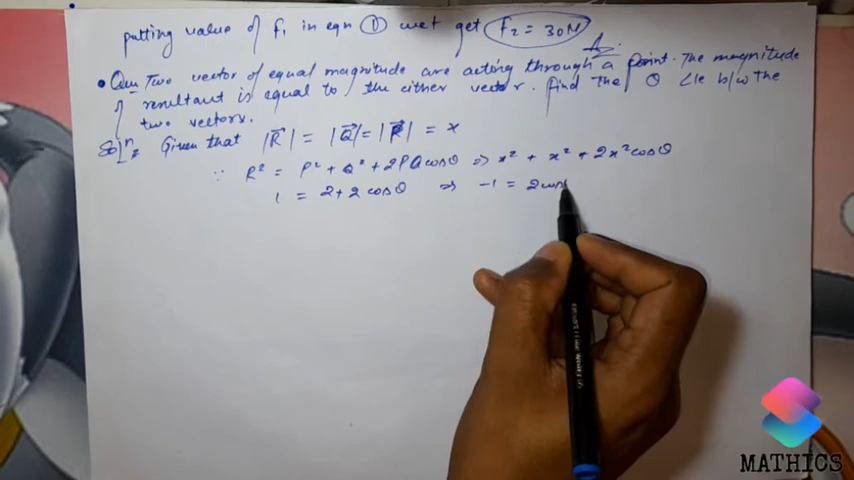 putting value of f₁ in eqn ① we get f₂ = 30N
• Qun Two vector of equal magnitude are acting through a point. The magnitude
of resultant is equal to the either vector. find the θ ∠le b/w the
two vectors.
Solⁿ: Given that |R⃗| = |Q⃗| = |P⃗| = x
∵ R² = P² + Q² + 2PQ cosθ ⇒ x² + x² + 2x² cosθ
1 = 2 + 2 cosθ ⇒ -1 = 2cos
MATHICS